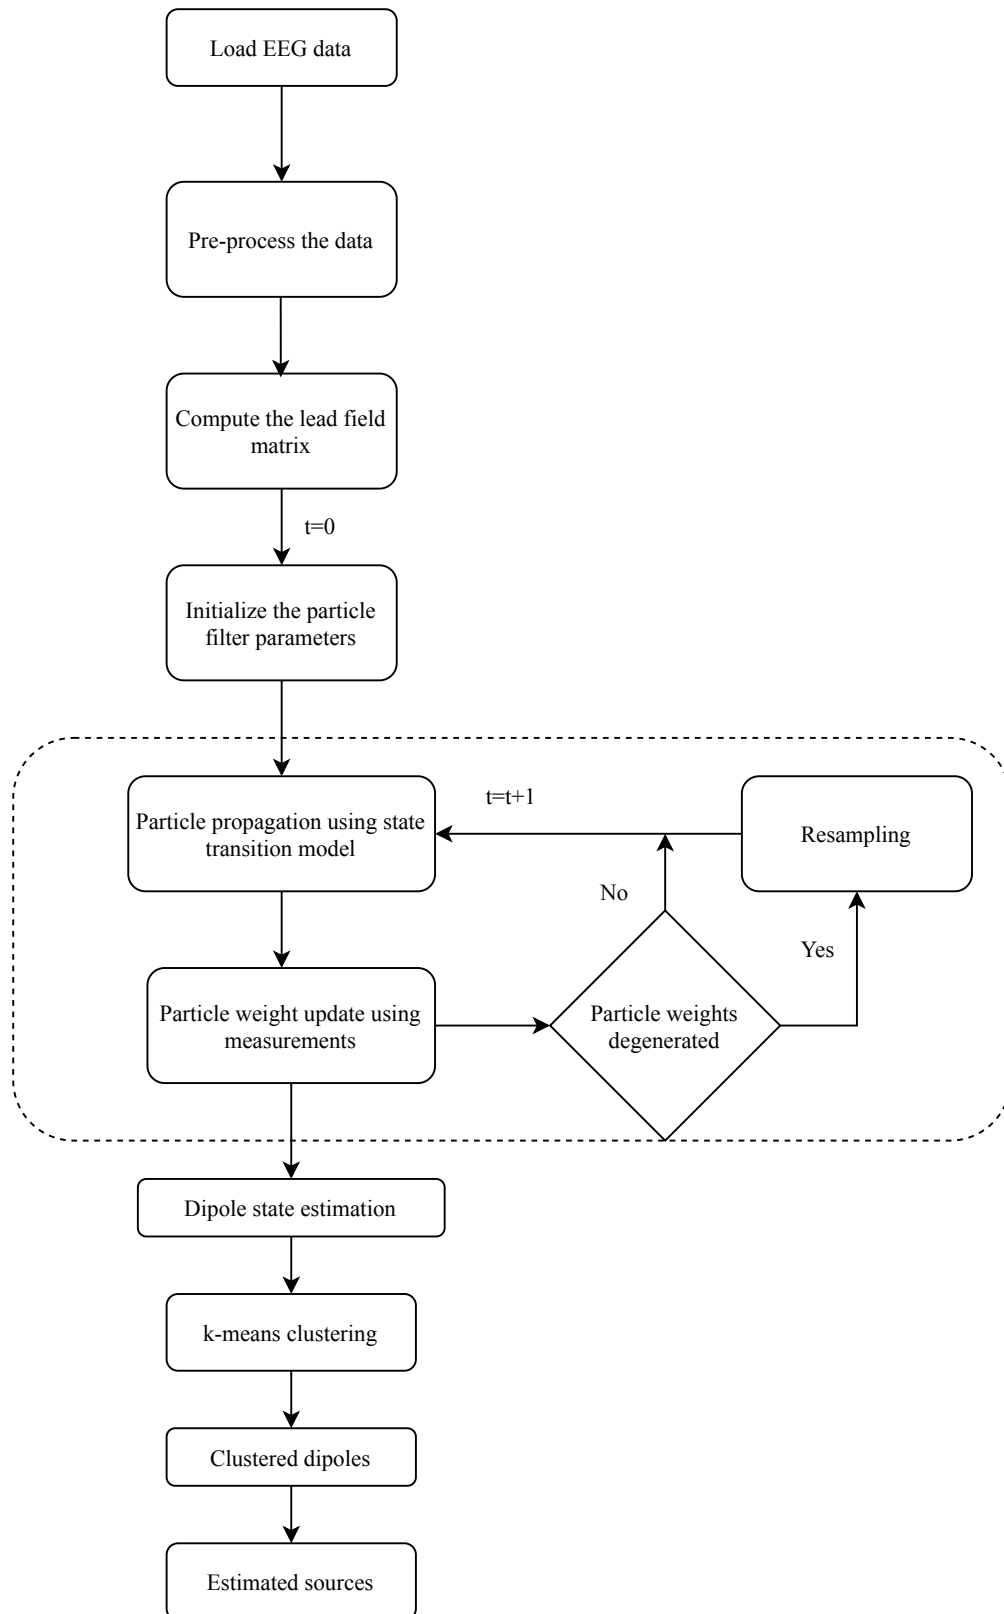 Load EEG data
Pre-process the data
Compute the lead field
matrix
t=0
Initialize the particle
filter parameters
t=t+1
Particle propagation using state
transition model
Resampling
No
Yes
Particle weight update using
measurements
Particle weights
degenerated
Dipole state estimation
k-means clustering
Clustered dipoles
Estimated sources